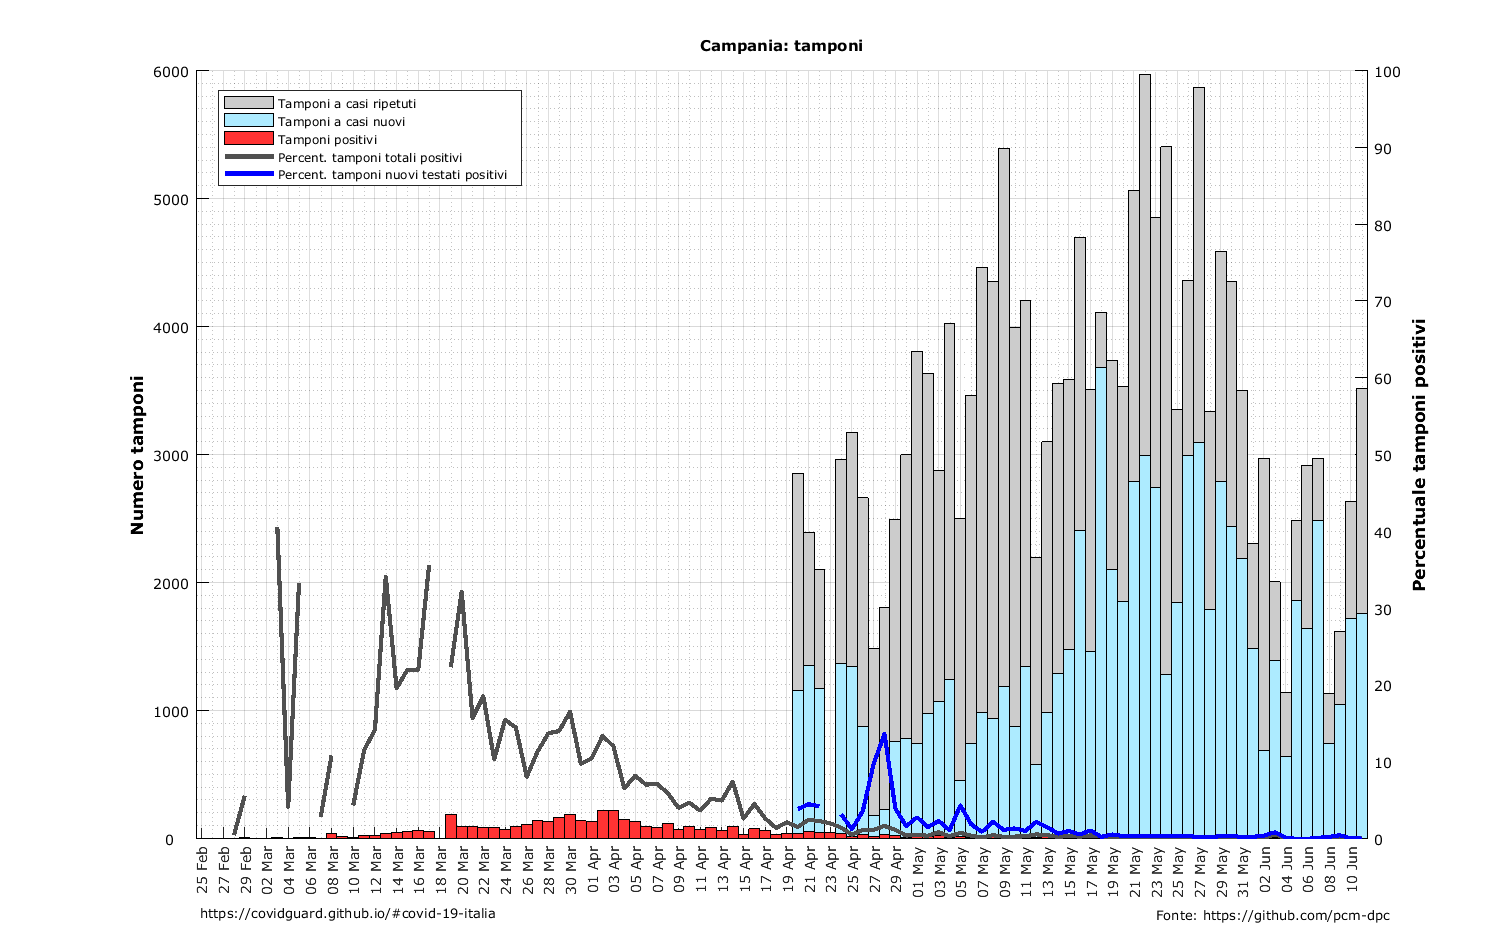 Campania: tamponi
6000
5000
4000
3000
2000
1000
0
Numero tamponi
Tamponi a casi ripetuti
Tamponi a casi nuovi
Tamponi positivi
Percent. tamponi totali positivi
Percent. tamponi nuovi testati positivi
100
90
80
70
60
50
40
30
20
10
0
Percentuale tamponi positivi
25 Feb
27 Feb
29 Feb
02 Mar
04 Mar
06 Mar
08 Mar
10 Mar
12 Mar
14 Mar
16 Mar
18 Mar
20 Mar
22 Mar
24 Mar
26 Mar
28 Mar
30 Mar
01 Apr
03 Apr
05 Apr
07 Apr
09 Apr
11 Apr
13 Apr
15 Apr
17 Apr
19 Apr
21 Apr
23 Apr
25 Apr
27 Apr
29 Apr
01 May
03 May
05 May
07 May
09 May
11 May
13 May
15 May
17 May
19 May
21 May
23 May
25 May
27 May
29 May
31 May
02 Jun
04 Jun
06 Jun
08 Jun
10 Jun
https://covidguard.github.io/#covid-19-italia
Fonte: https://github.com/pcm-dpc